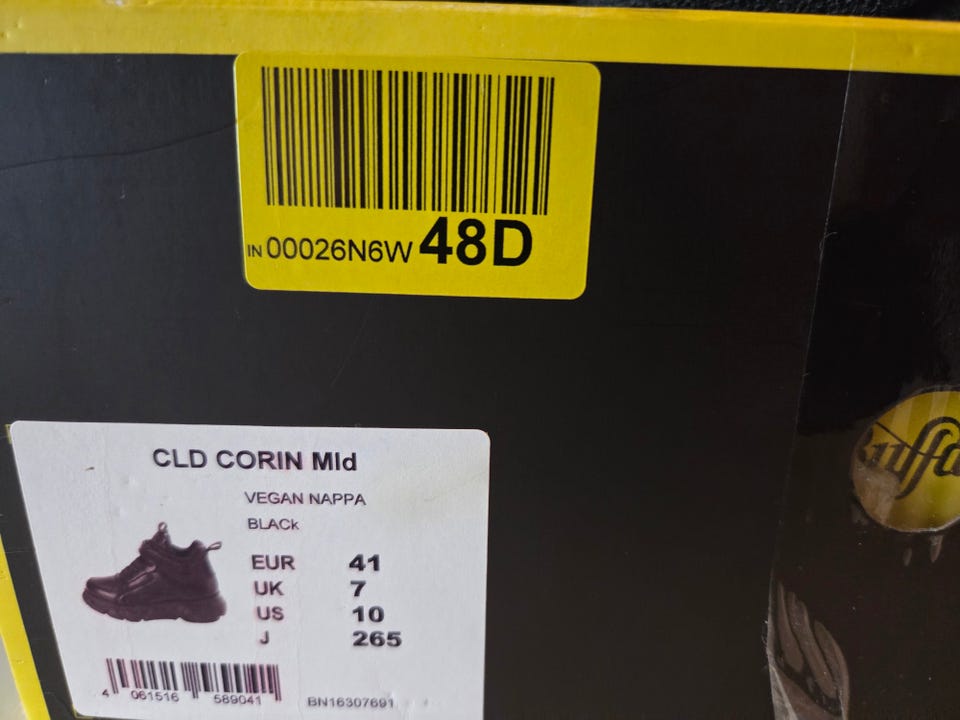 IN 00026N6W 48D
CLD CORIN MId
VEGAN NAPPA
BLACk
EUR 41
UK 7
US 10
J 265
4 061516 589041
BN16307691